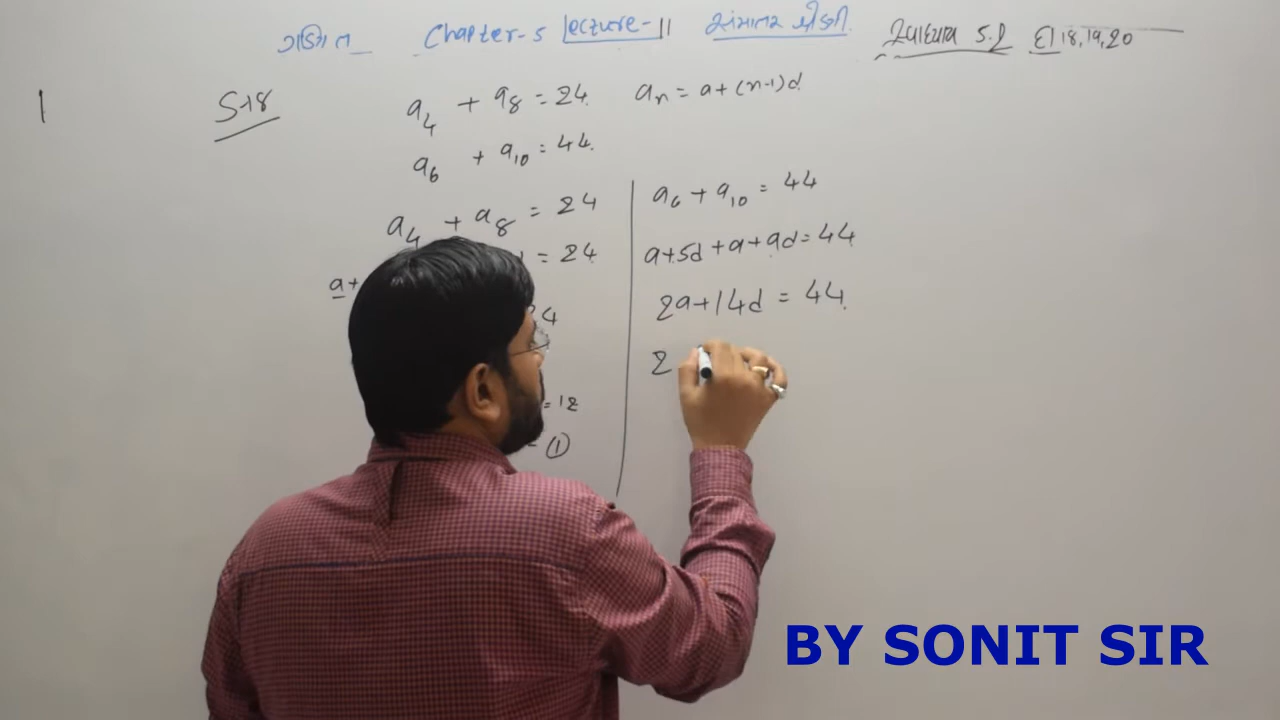 ગણિત Chapter-5 Lecture-11 સમાંતર શ્રેણી સ્વાધ્યાય 5.2 દા 18,19,20
1
5-18
a₄ + a₈ = 24 aₙ = a + (n-1)d
a₆ + a₁₀ = 44
a₄ + a₈ = 24
= 24
a+
= 12
①
a₆ + a₁₀ = 44
a+5d + a + 9d = 44
2a + 14d = 44
2
BY SONIT SIR